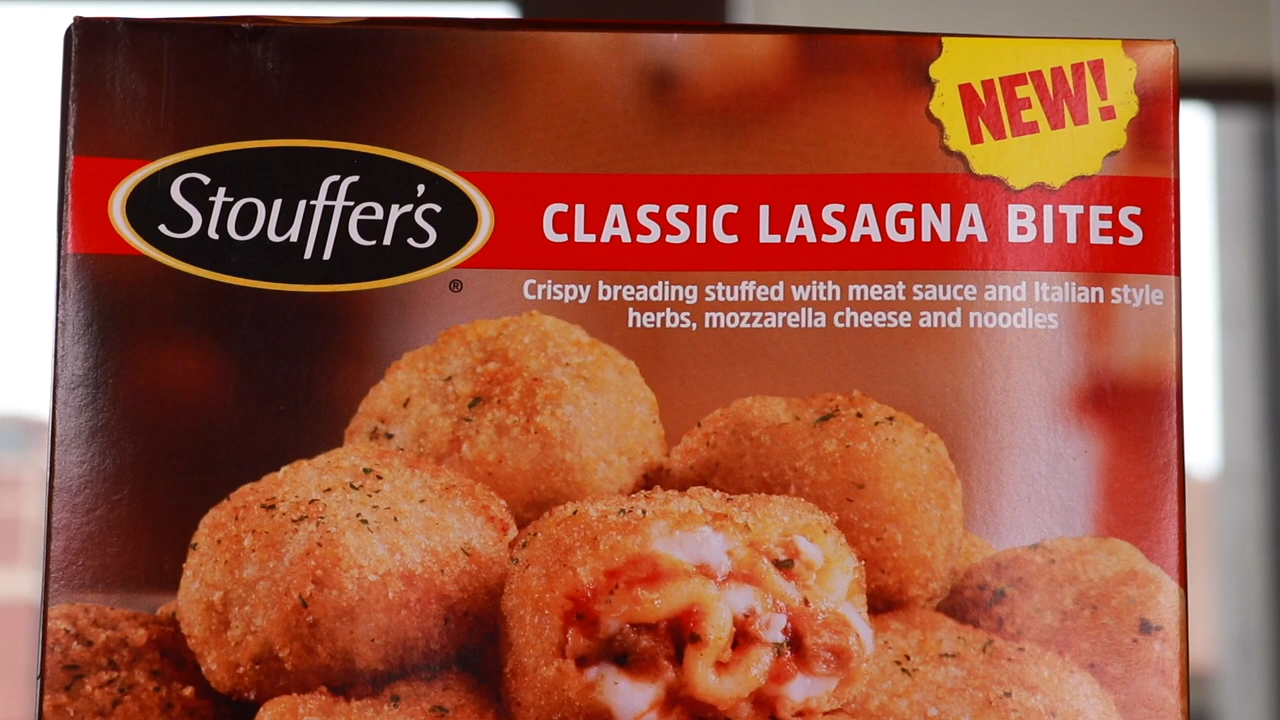 NEW!
Stouffer's
®
CLASSIC LASAGNA BITES
Crispy breading stuffed with meat sauce and Italian style
herbs, mozzarella cheese and noodles